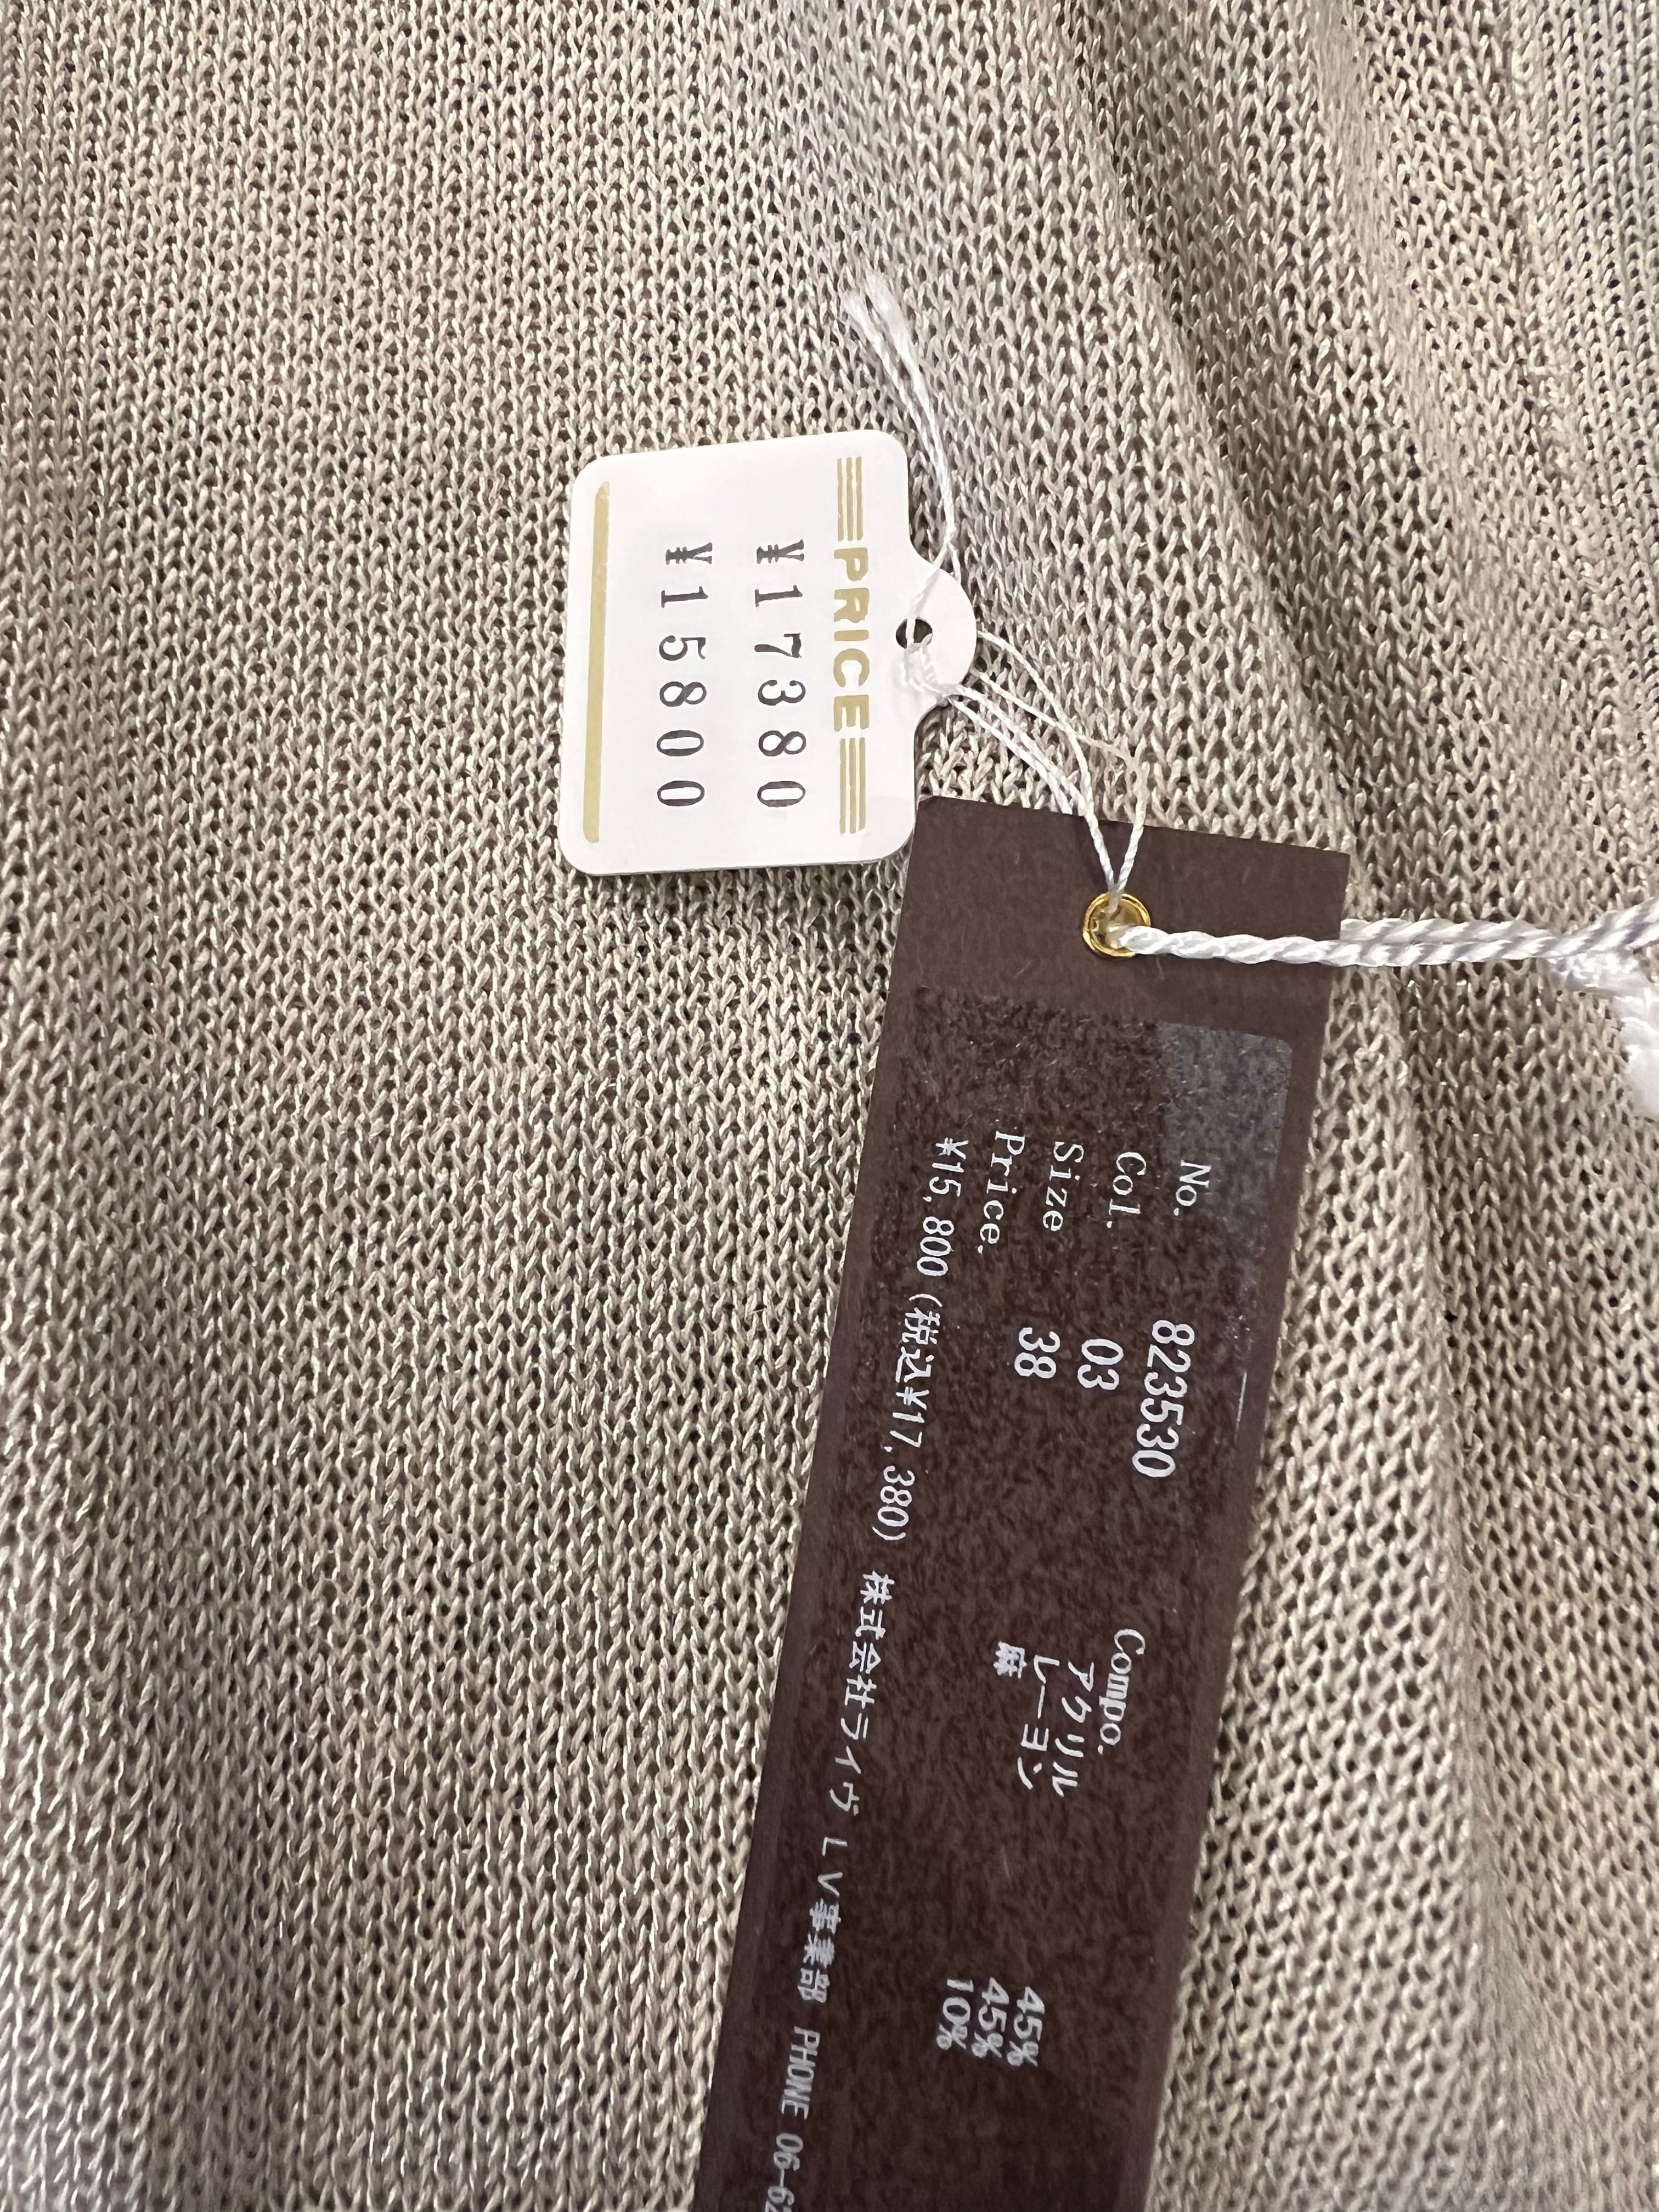 PRICE
¥17380
¥15800
No. 823530
Col. 03
Size 38
Price.
¥15,800(税込¥17,380)
Compo.
アクリル 45%
レーヨン 45%
麻 10%
株式会社ライヴ LV事業部 PHONE 06-62